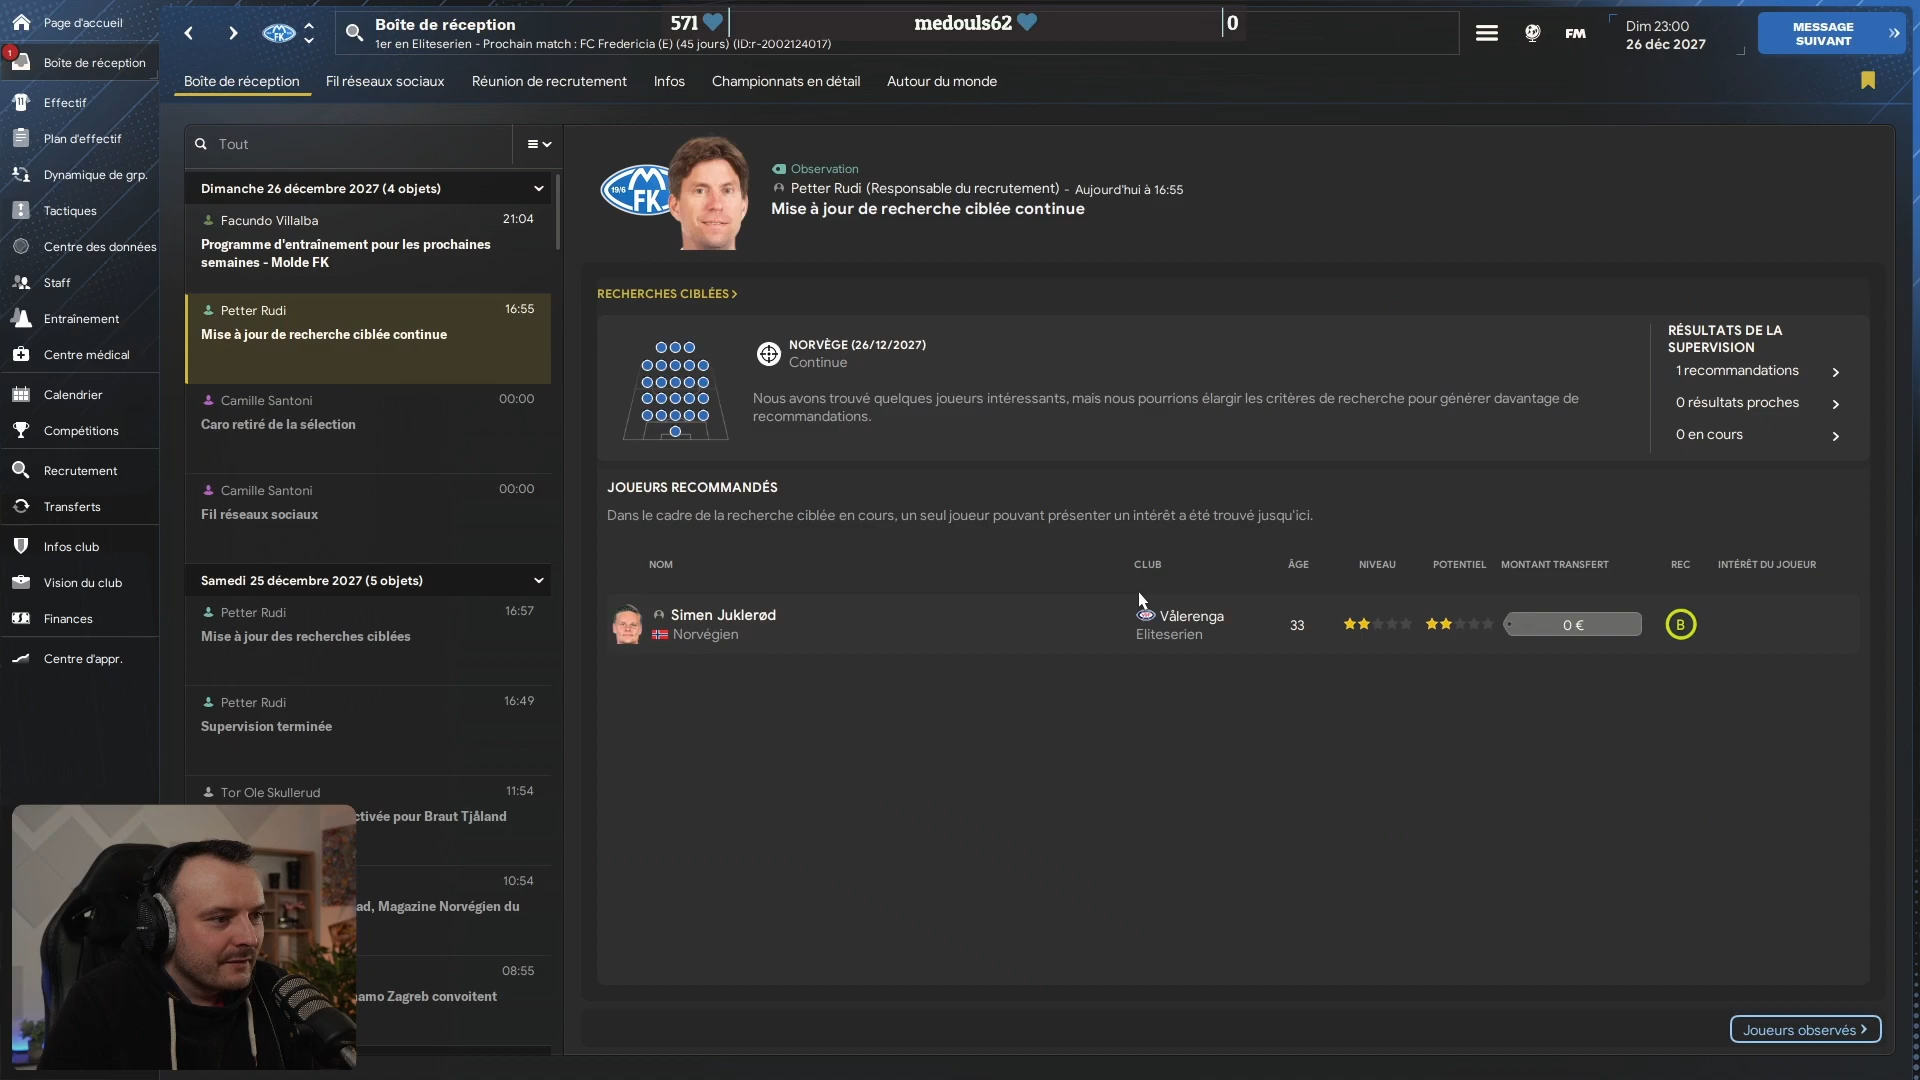 Page d'accueil
1
Boîte de réception
Effectif
Plan d'effectif
Dynamique de grp.
Tactiques
Centre des données
Staff
Entraînement
Centre médical
Calendrier
Compétitions
Recrutement
Transferts
Infos club
Vision du club
Finances
Centre d'appr.
Boîte de réception
1er en Eliteserien - Prochain match : FC Fredericia (E) (45 jours) (ID:r-2002124017)
571
medouls62
0
FM
Dim 23:00
26 déc 2027
MESSAGE
SUIVANT
Boîte de réception
Fil réseaux sociaux
Réunion de recrutement
Infos
Championnats en détail
Autour du monde
Tout
Dimanche 26 décembre 2027 (4 objets)
Facundo Villalba 21:04
Programme d'entraînement pour les prochaines
semaines - Molde FK
Petter Rudi 16:55
Mise à jour de recherche ciblée continue
Camille Santoni 00:00
Caro retiré de la sélection
Camille Santoni 00:00
Fil réseaux sociaux
Samedi 25 décembre 2027 (5 objets)
Petter Rudi 16:57
Mise à jour des recherches ciblées
Petter Rudi 16:49
Supervision terminée
Tor Ole Skullerud 11:54
ctivée pour Braut Tjåland
10:54
ad, Magazine Norvégien du
08:55
amo Zagreb convoitent
FK
Observation
Petter Rudi (Responsable du recrutement) - Aujourd'hui à 16:55
Mise à jour de recherche ciblée continue
RECHERCHES CIBLÉES
NORVÈGE (26/12/2027)
Continue
Nous avons trouvé quelques joueurs intéressants, mais nous pourrions élargir les critères de recherche pour générer davantage de
recommandations.
RÉSULTATS DE LA
SUPERVISION
1 recommandations
0 résultats proches
0 en cours
JOUEURS RECOMMANDÉS
Dans le cadre de la recherche ciblée en cours, un seul joueur pouvant présenter un intérêt a été trouvé jusqu'ici.
NOM CLUB ÂGE NIVEAU POTENTIEL MONTANT TRANSFERT REC INTÉRÊT DU JOUEUR
Simen Juklerød
Norvégien
Vålerenga
Eliteserien
33
0 €
B
Joueurs observés